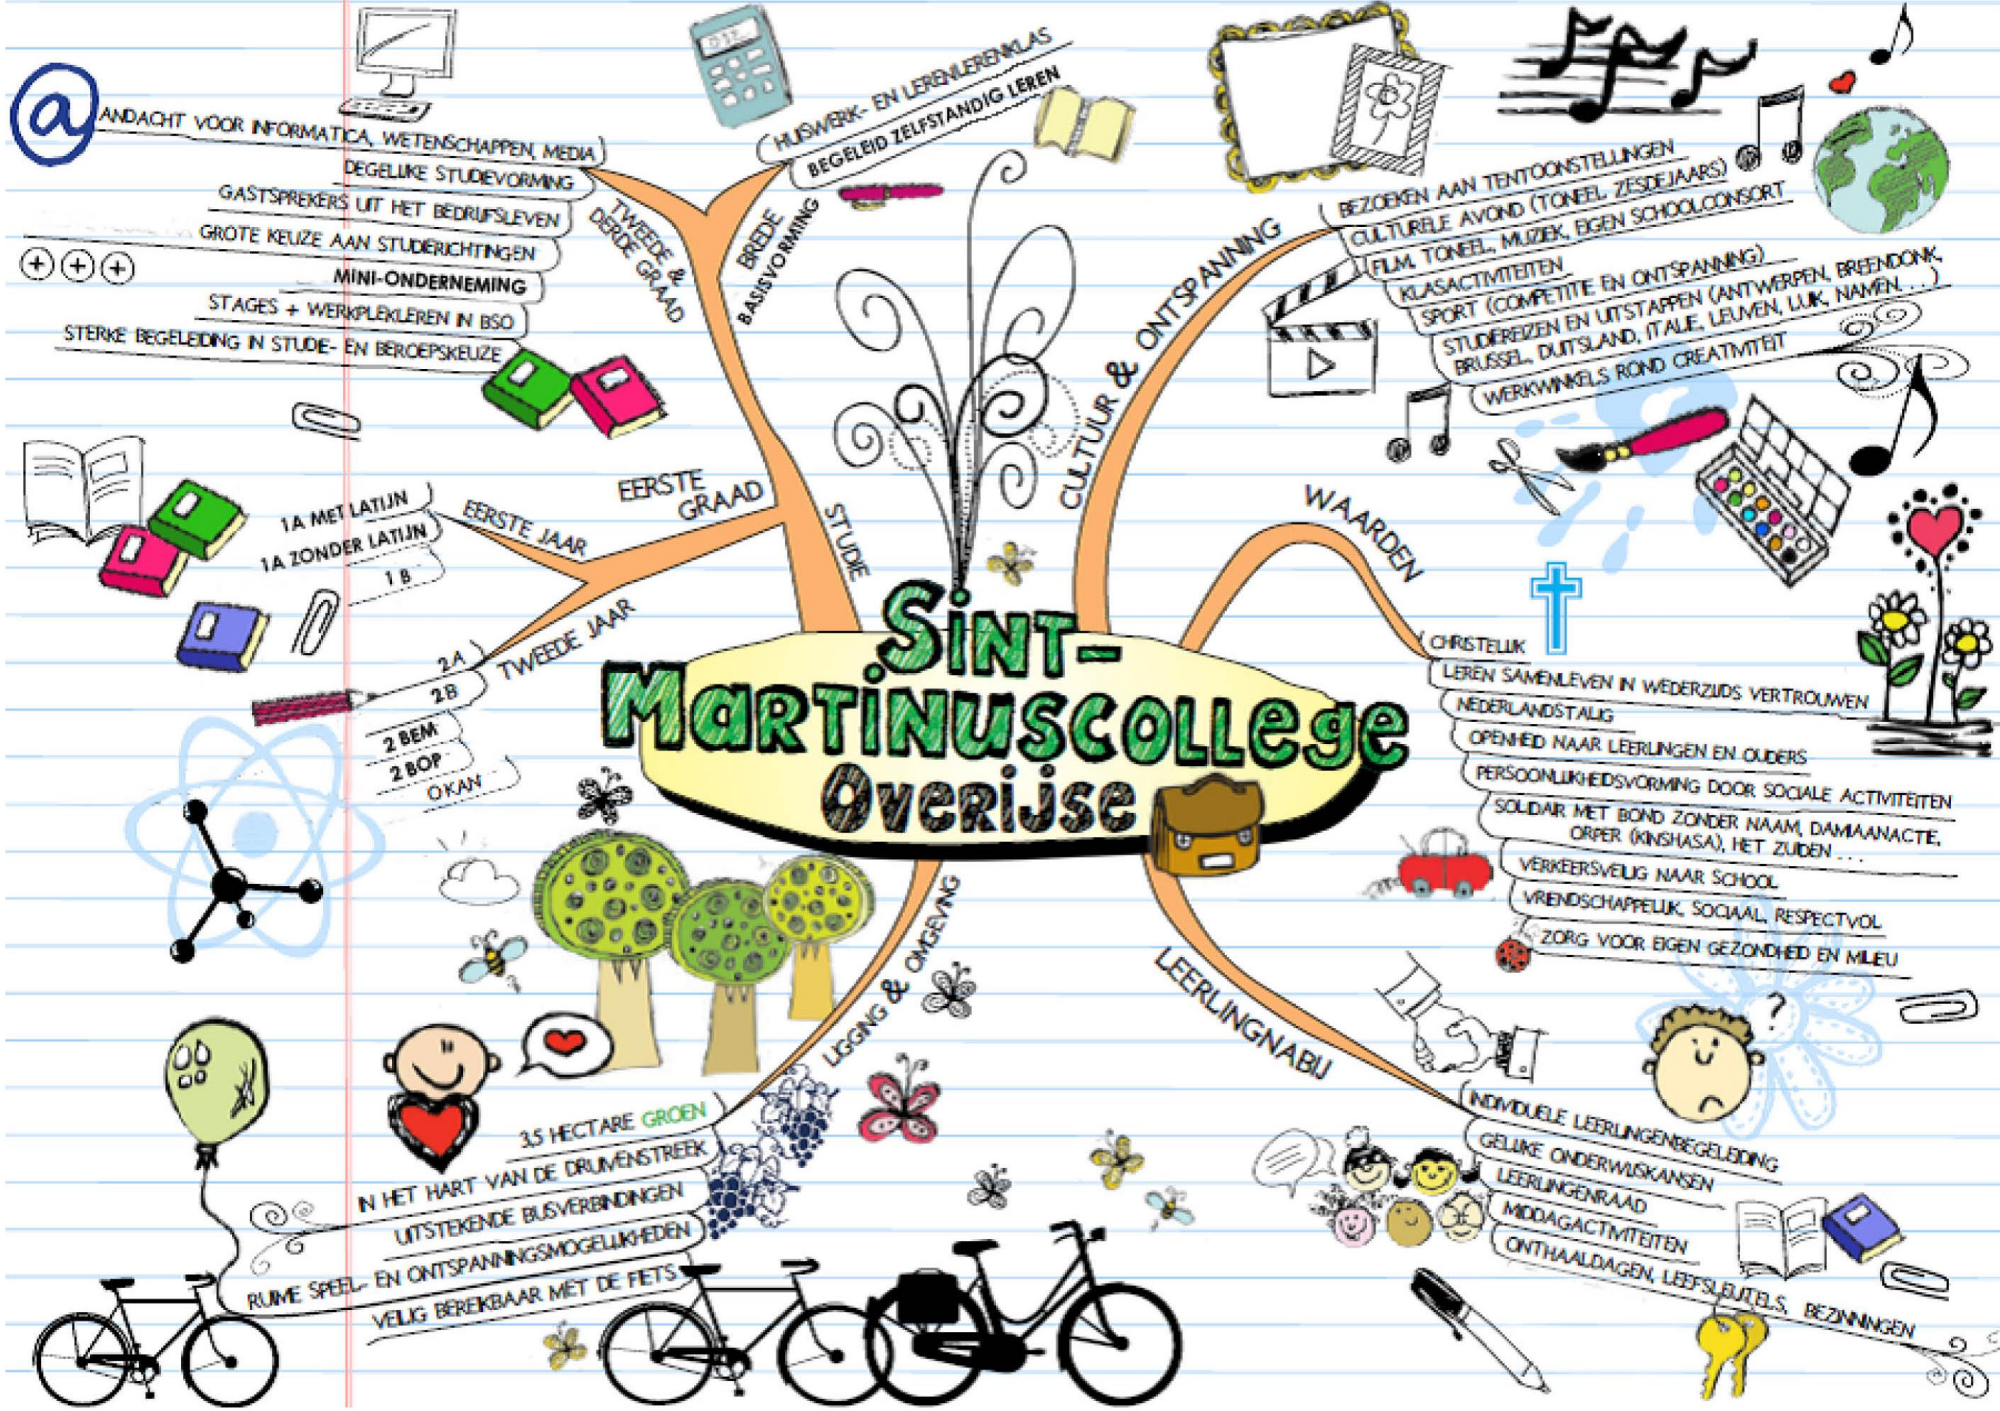 SINT-
MARTINUSCOLLEGE
OVERIJSE
STUDIE
BREDE
BASISVORMING
HUISWERK- EN LEREN/LERENKLAS
BEGELEID ZELFSTANDIG LEREN
TWEEDE &
DERDE GRAAD
@ANDACHT VOOR INFORMATICA, WETENSCHAPPEN, MEDIA
DEGELIJKE STUDIEVORMING
GASTSPREKERS UIT HET BEDRIJFSLEVEN
GROTE KEUZE AAN STUDIERICHTINGEN
MINI-ONDERNEMING
STAGES + WERKPLEKLEREN IN BSO
STERKE BEGELEIDING IN STUDIE- EN BEROEPSKEUZE
EERSTE
GRAAD
EERSTE JAAR
1A MET LATIJN
1A ZONDER LATIJN
1 B
TWEEDE JAAR
2A
2B
2 BEM
2 BOP
OKAN
CULTUUR & ONTSPANNING
BEZOEKEN AAN TENTOONSTELLINGEN
CULTURELE AVOND (TONEEL ZESDEJAARS)
FILM, TONEEL, MUZIEK, EIGEN SCHOOLCONSORT
KLASACTIVITEITEN
SPORT (COMPETITIE EN ONTSPANNING)
STUDIEREIZEN EN UITSTAPPEN (ANTWERPEN, BREENDONK,
BRUSSEL, DUITSLAND, ITALIE, LEUVEN, LUIK, NAMEN. . . )
WERKWINKELS ROND CREATIVITEIT
WAARDEN
CHRISTELIJK
LEREN SAMENLEVEN IN WEDERZIJDS VERTROUWEN
NEDERLANDSTALIG
OPENHEID NAAR LEERLINGEN EN OUDERS
PERSOONLIJKHEIDSVORMING DOOR SOCIALE ACTIVITEITEN
SOLIDAIR MET BOND ZONDER NAAM, DAMIAANACTIE,
ORPER (KINSHASA), HET ZUIDEN . . .
VERKEERSVEILIG NAAR SCHOOL
VRIENDSCHAPPELIJK, SOCIAAL, RESPECTVOL
ZORG VOOR EIGEN GEZONDHEID EN MILIEU
LEERLINGNABIJ
INDIVIDUELE LEERLINGENBEGELEIDING
GELIJKE ONDERWIJSKANSEN
LEERLINGENRAAD
MIDDAGACTIVITEITEN
ONTHAALDAGEN, LEEFSLEUTELS, BEZINNINGEN
LIGGING & OMGEVING
3,5 HECTARE GROEN
IN HET HART VAN DE DRUIVENSTREEK
UITSTEKENDE BUSVERBINDINGEN
RUIME SPEEL- EN ONTSPANNINGSMOGELIJKHEDEN
VEILIG BEREIKBAAR MET DE FIETS